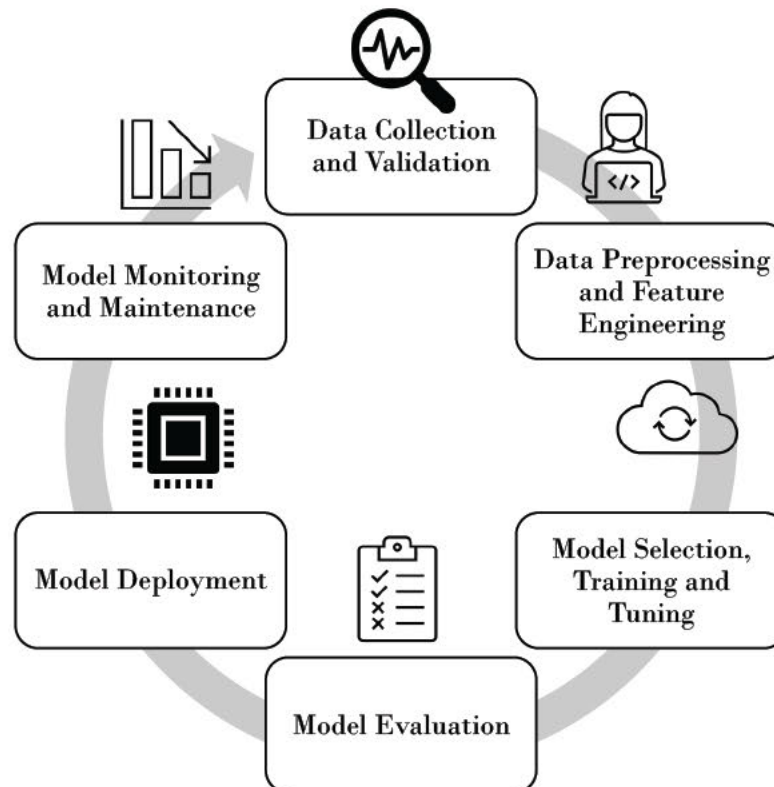 Data Collection
and Validation
</>
Data Preprocessing
and Feature
Engineering
Model Selection,
Training and
Tuning
Model Evaluation
Model Deployment
Model Monitoring
and Maintenance